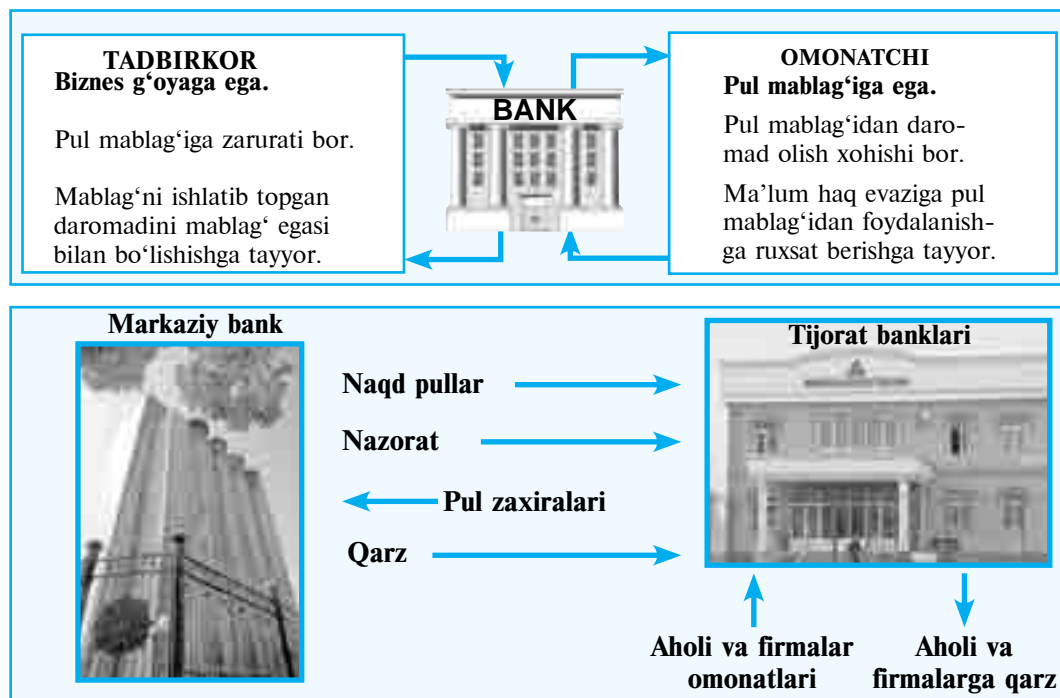 TADBIRKOR
Biznes g‘oyaga ega.
Pul mablag‘iga zarurati bor.
Mablag‘ni ishlatib topgan
daromadini mablag‘ egasi
bilan bo‘lishishga tayyor.
BANK
OMONATCHI
Pul mablag‘iga ega.
Pul mablag‘idan daro-
mad olish xohishi bor.
Ma’lum haq evaziga pul
mablag‘idan foydalanish-
ga ruxsat berishga tayyor.
Markaziy bank
Tijorat banklari
Naqd pullar
Nazorat
Pul zaxiralari
Qarz
Aholi va firmalar
omonatlari
Aholi va
firmalarga qarz